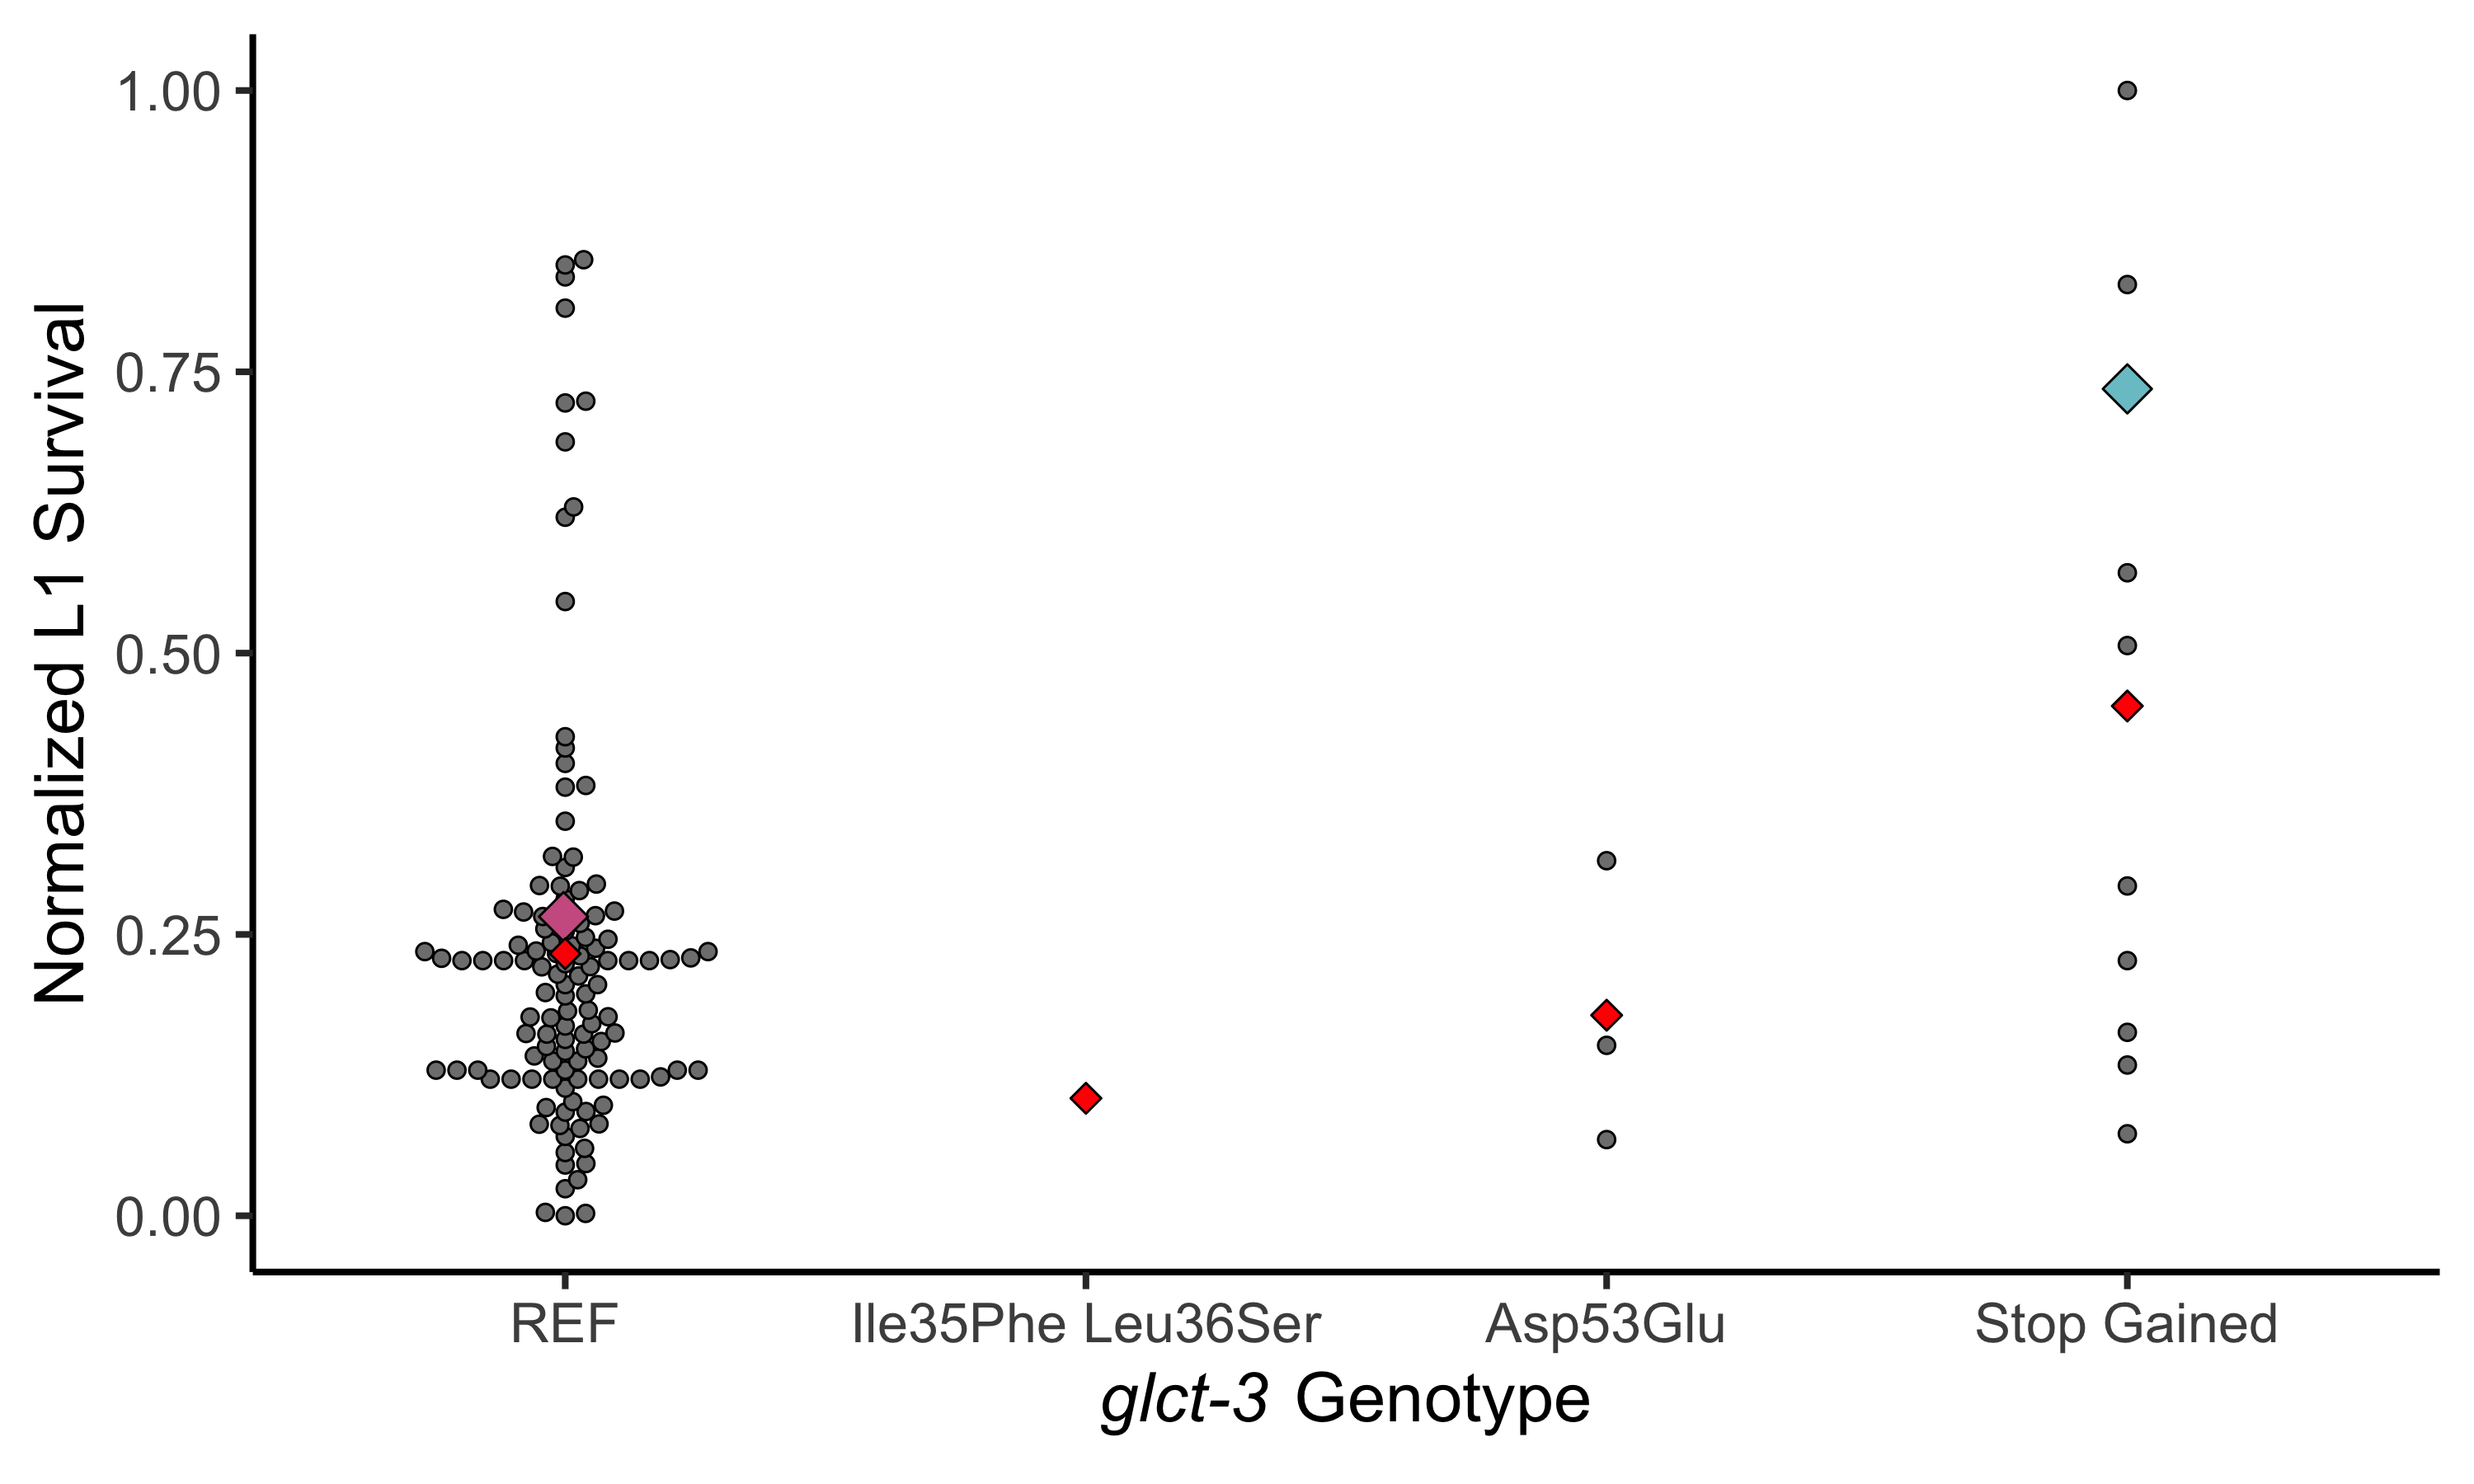 Normalized L1 Survival
1.00
0.75
0.50
0.25
0.00
REF
Ile35Phe Leu36Ser
Asp53Glu
Stop Gained
glct-3 Genotype